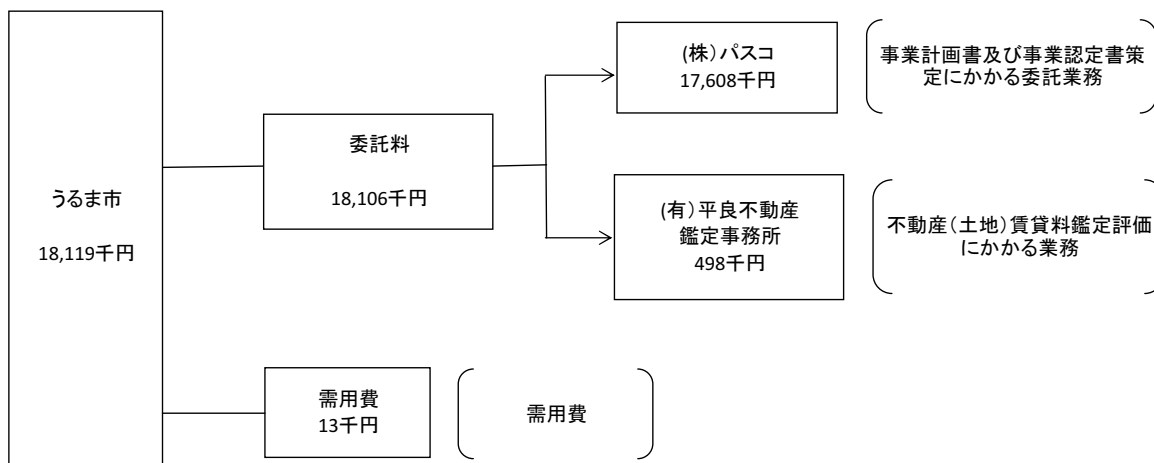 うるま市
18,119千円
委託料
18,106千円
(株)パスコ
17,608千円
事業計画書及び事業認定書策
定にかかる委託業務
(有)平良不動産
鑑定事務所
498千円
不動産(土地)賃貸料鑑定評価
にかかる業務
需用費
13千円
需用費